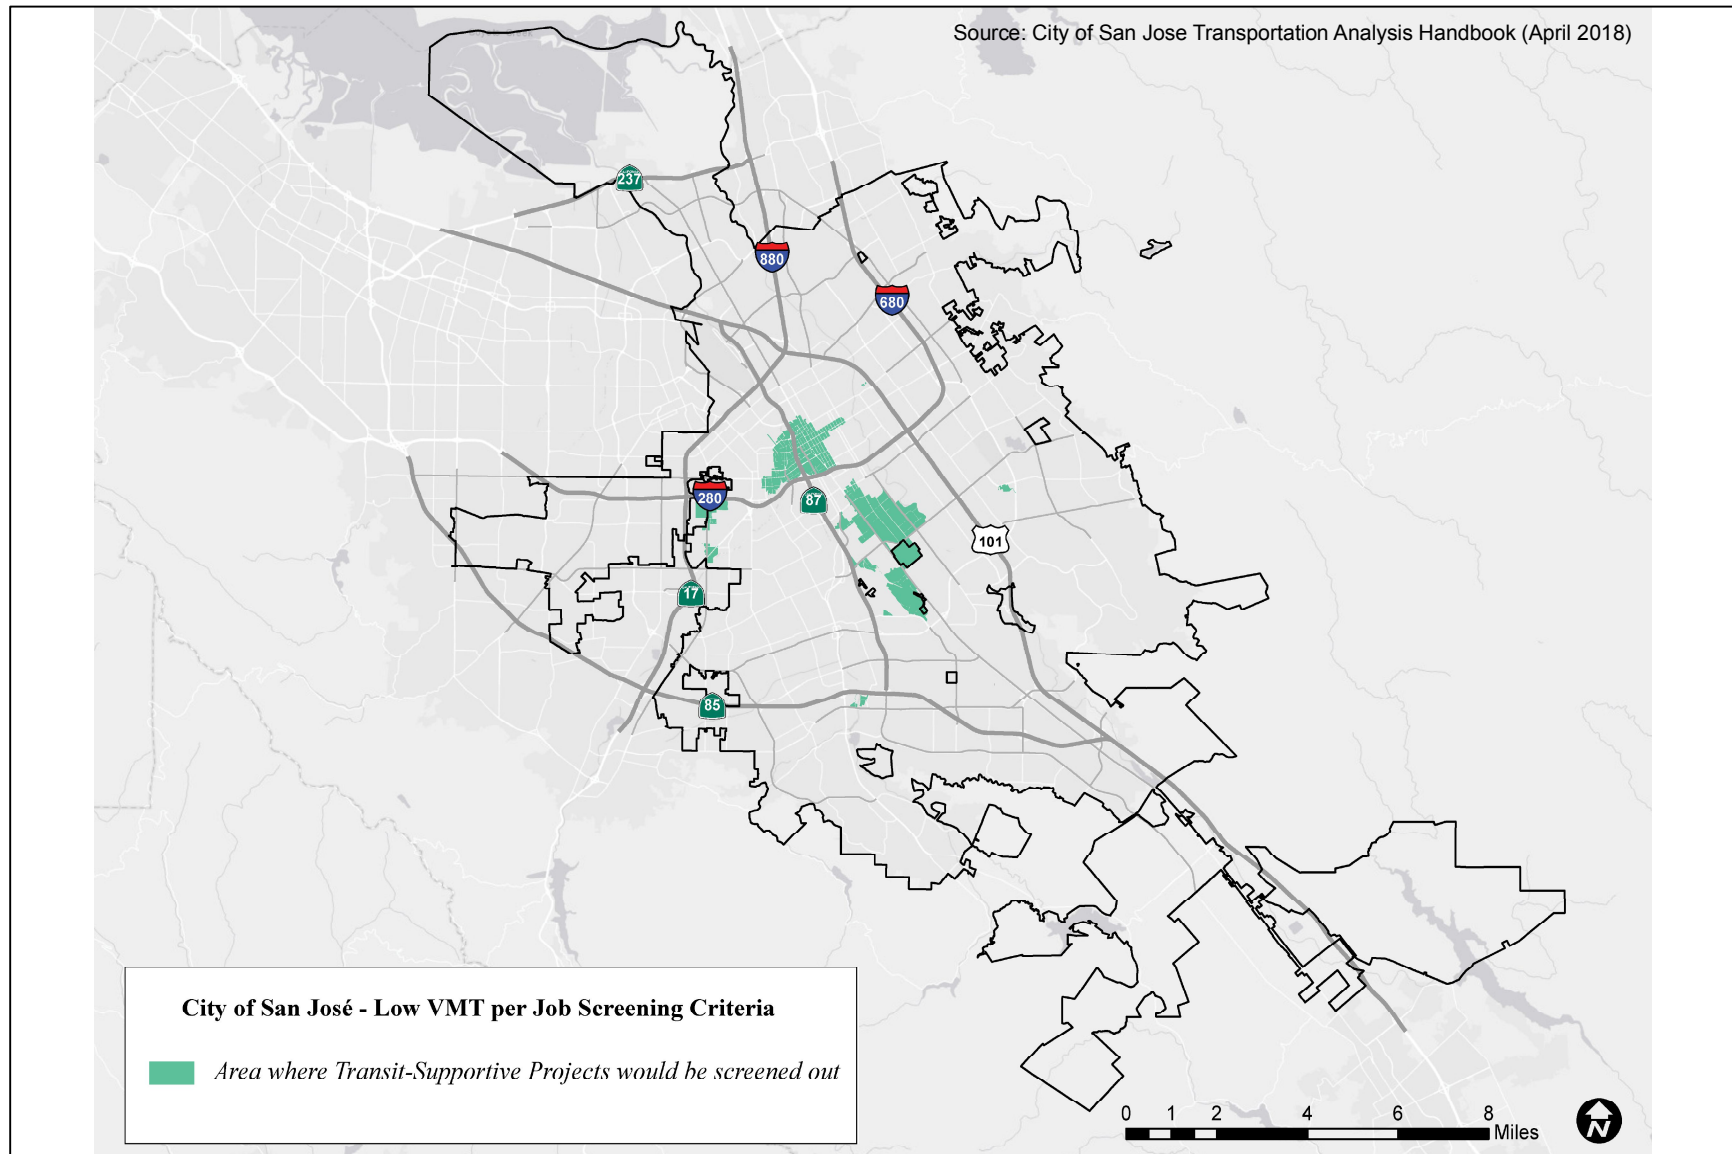 Source: City of San Jose Transportation Analysis Handbook (April 2018)
237
880
680
280
87
101
17
85
City of San José - Low VMT per Job Screening Criteria
Area where Transit-Supportive Projects would be screened out
0 1 2 4 6 8
Miles
N